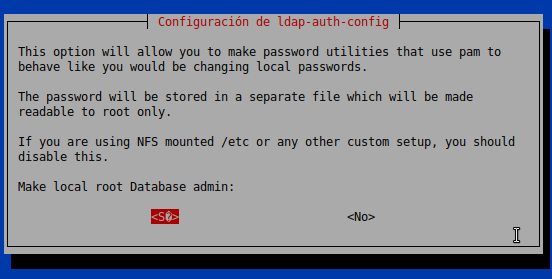 Configuración de ldap-auth-config
This option will allow you to make password utilities that use pam to
behave like you would be changing local passwords.
The password will be stored in a separate file which will be made
readable to root only.
If you are using NFS mounted /etc or any other custom setup, you should
disable this.
Make local root Database admin:
<S�> <No>